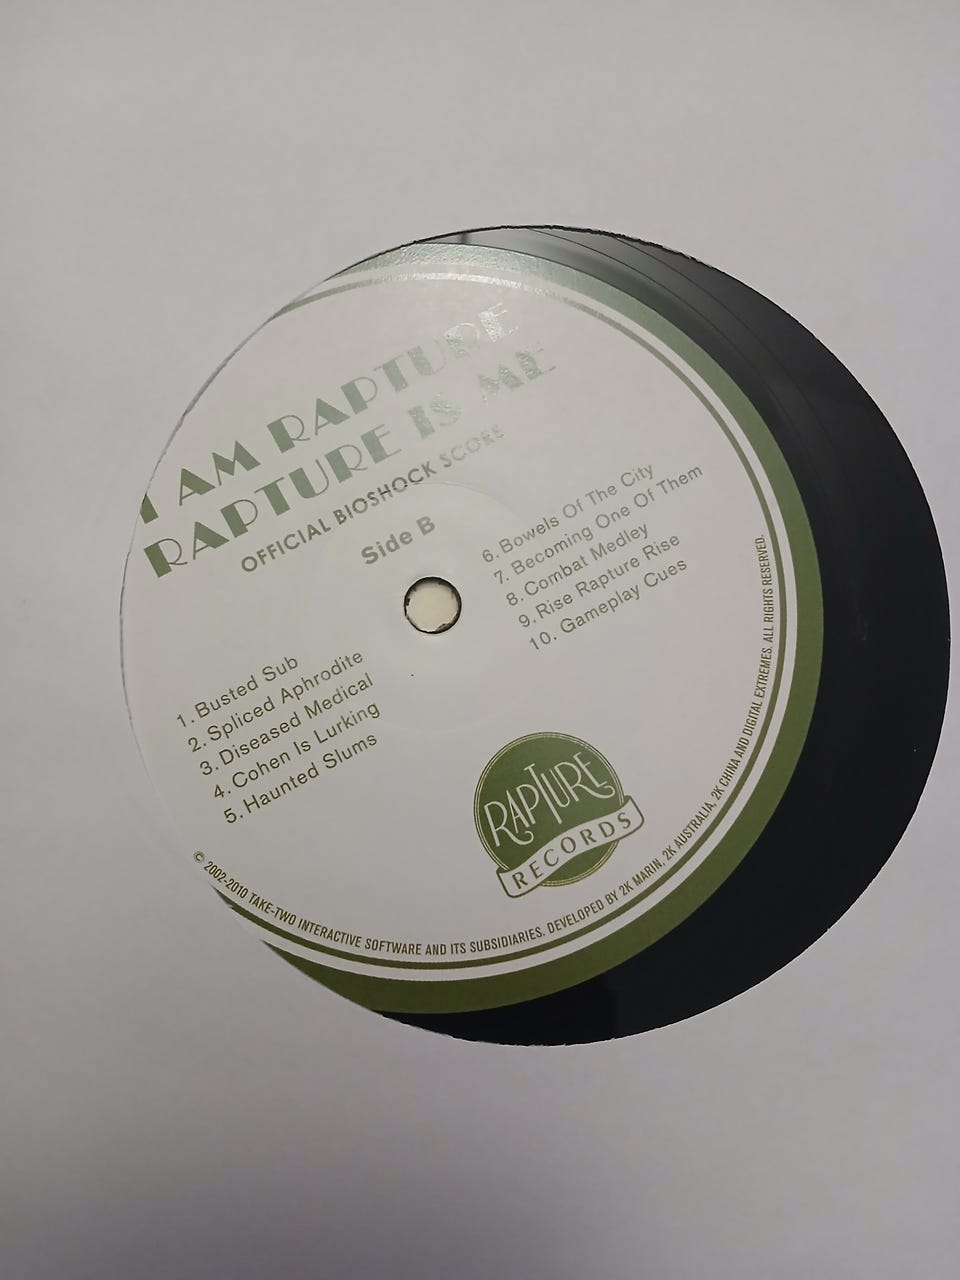 I AM RAPTURE
RAPTURE IS ME
OFFICIAL BIOSHOCK SCORE
Side B
1. Busted Sub
2. Spliced Aphrodite
3. Diseased Medical
4. Cohen Is Lurking
5. Haunted Slums
6. Bowels Of The City
7. Becoming One Of Them
8. Combat Medley
9. Rise Rapture Rise
10. Gameplay Cues
RAPTURE
RECORDS
© 2002-2010 TAKE-TWO INTERACTIVE SOFTWARE AND ITS SUBSIDIARIES. DEVELOPED BY 2K MARIN, 2K AUSTRALIA, 2K CHINA AND DIGITAL EXTREMES. ALL RIGHTS RESERVED.